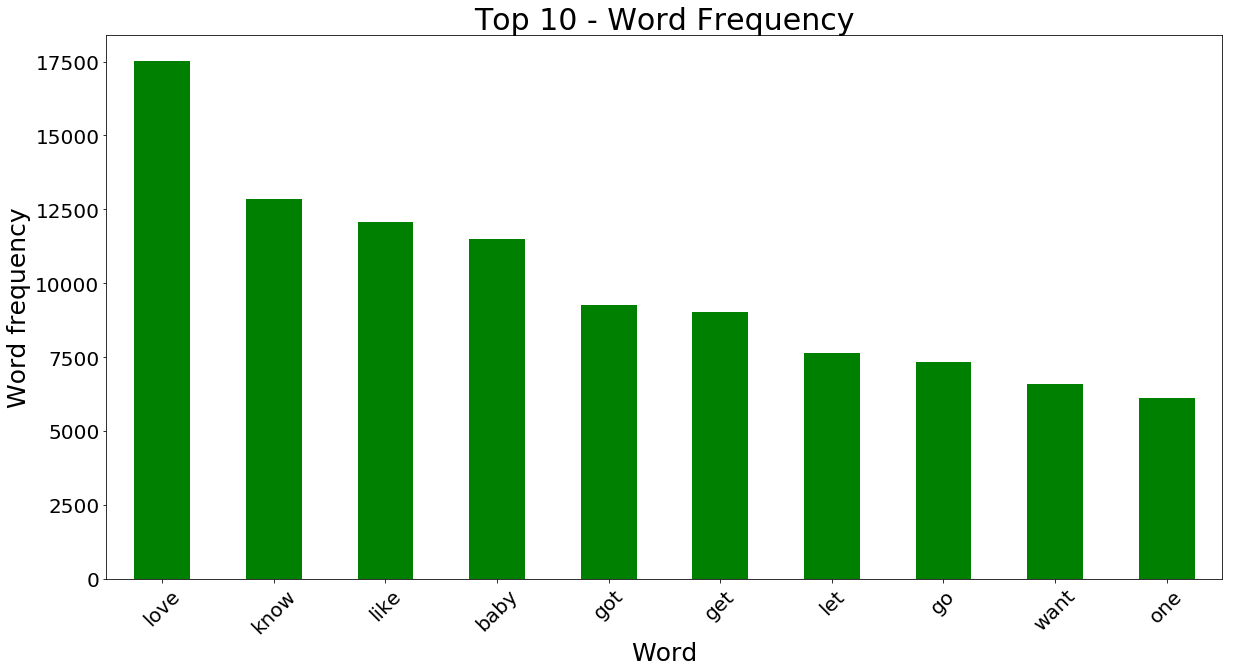 Top 10 - Word Frequency
Word frequency
17500
15000
12500
10000
7500
5000
2500
0
love
know
like
baby
got
get
let
go
want
one
Word